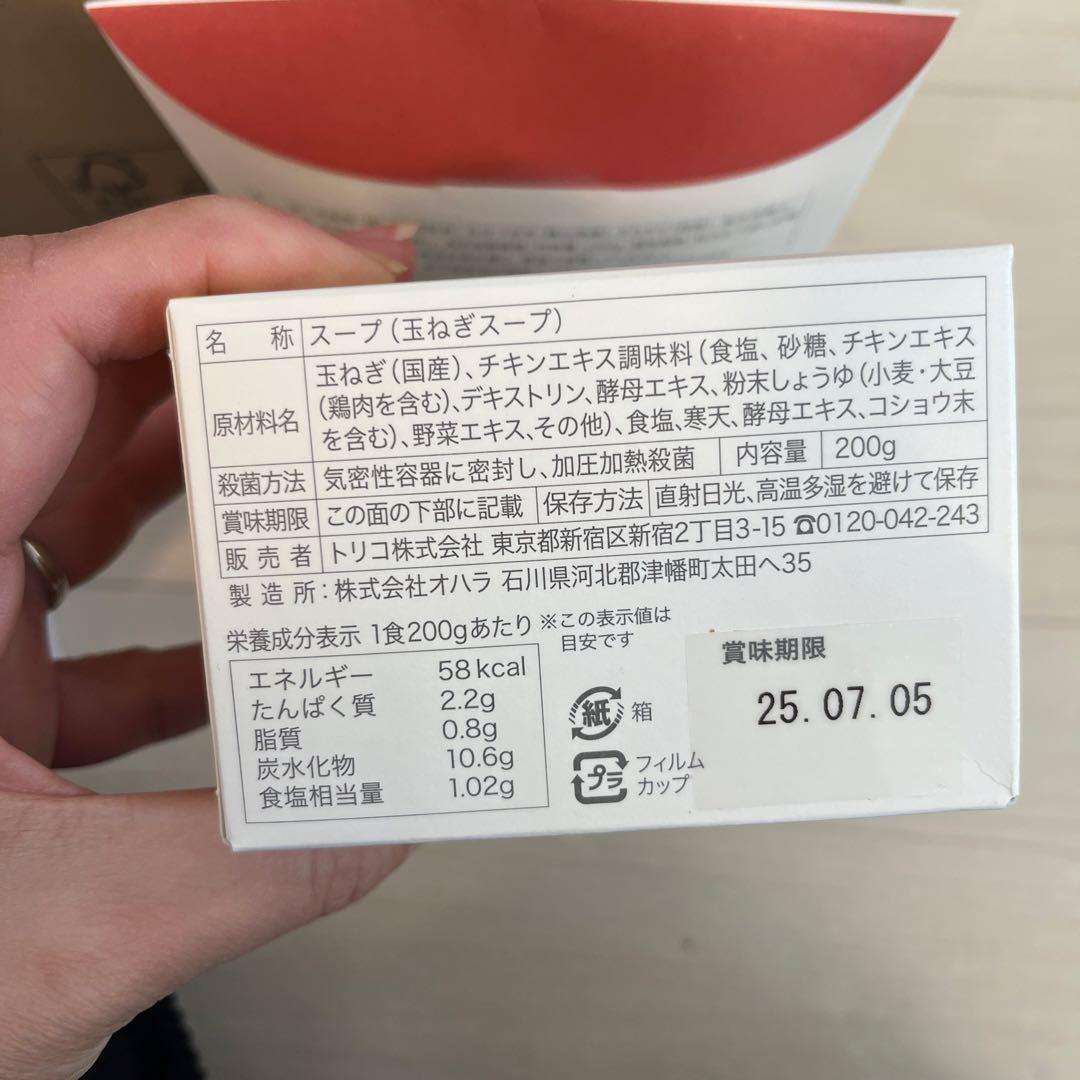 名称 スープ(玉ねぎスープ)
原材料名 玉ねぎ(国産)、チキンエキス調味料(食塩、砂糖、チキンエキス
(鶏肉を含む)、デキストリン、酵母エキス、粉末しょうゆ(小麦・大豆
を含む)、野菜エキス、その他)、食塩、寒天、酵母エキス、コショウ末
殺菌方法 気密性容器に密封し、加圧加熱殺菌 内容量 200g
賞味期限 この面の下部に記載 保存方法 直射日光、高温多湿を避けて保存
販売者 トリコ株式会社 東京都新宿区新宿2丁目3-15 ☎0120-042-243
製造所:株式会社オハラ 石川県河北郡津幡町太田へ35
栄養成分表示 1食200gあたり ※この表示値は
目安です
エネルギー 58kcal
たんぱく質 2.2g
脂質 0.8g
炭水化物 10.6g
食塩相当量 1.02g
紙 箱
プラ フィルム
カップ
賞味期限
25.07.05